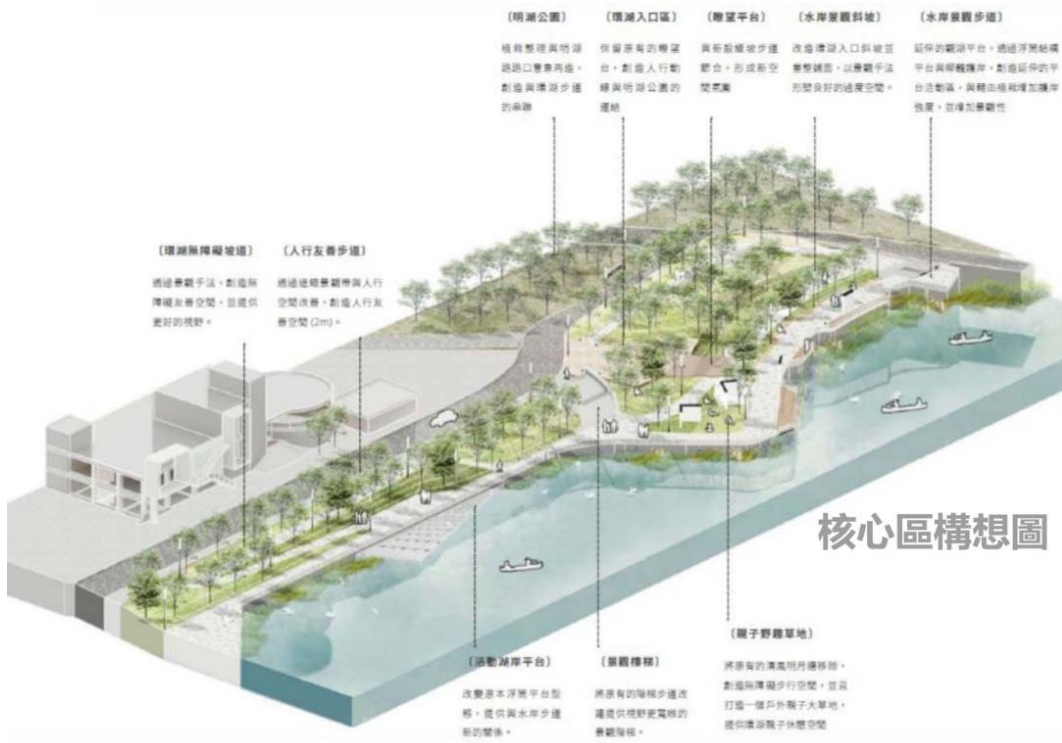 〔明湖公園〕
植栽整理與明湖
路路口意象再造，
創造與環湖步道
的串聯
〔環湖入口區〕
保留原有的瞭望
台，創造人行動
線與明湖公園的
連結
〔瞭望平台〕
與新設緩坡步道
節合，形成新空
間氛圍
〔水岸景觀斜坡〕
改造環湖入口斜坡並
重整鋪面，以景觀手法
形塑良好的過度空間。
〔水岸景觀步道〕
延伸的觀湖平台，透過浮筒結構
平台與砌籠護岸，創造延伸的平
台活動區，與藉由植栽增加護岸
強度，並增加景觀性
〔環湖無障礙坡道〕
透過景觀手法，創造無
障礙友善空間，並提供
更好的視野。
〔人行友善步道〕
透過退縮景觀帶與人行
空間改善，創造人行友
善空間 (2m)。
核心區構想圖
〔活動湖岸平台〕
改變原本浮筒平台型
態，提供與水岸步道
新的關係。
〔景觀樓梯〕
將原有的階梯步道改
建提供視野更寬敞的
景觀階梯。
〔親子野趣草地〕
將原有的清風明月樓移除，
創造無障礙步行空間，並且
打造一個戶外親子大草地，
提供環湖親子休憩空間